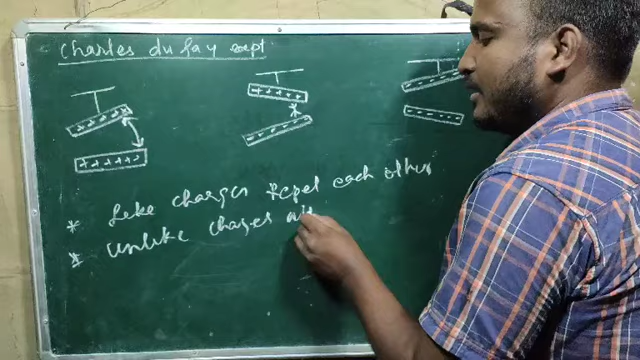 Charles du fay expt
* Like charges repel each other
* Unlike charges att